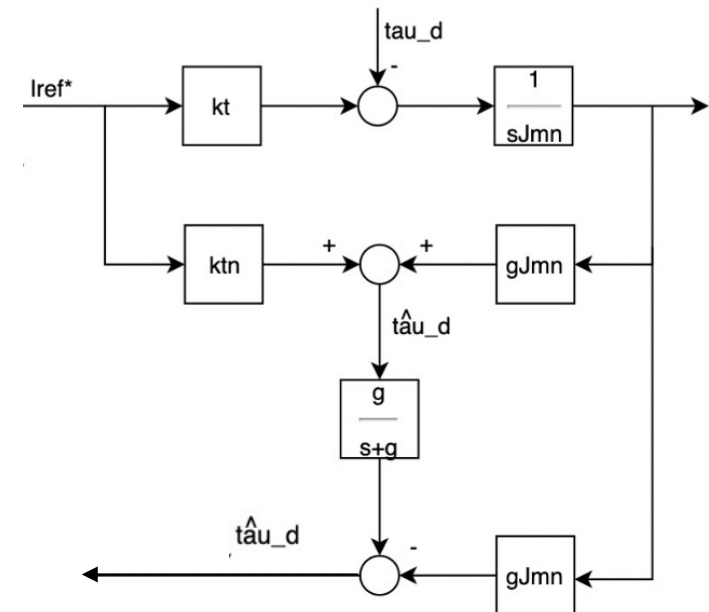 tau_d
-
Iref*
kt
1
sJmn
ktn
+
+
gJmn
tâu_d
g
s+g
tâu_d
-
gJmn